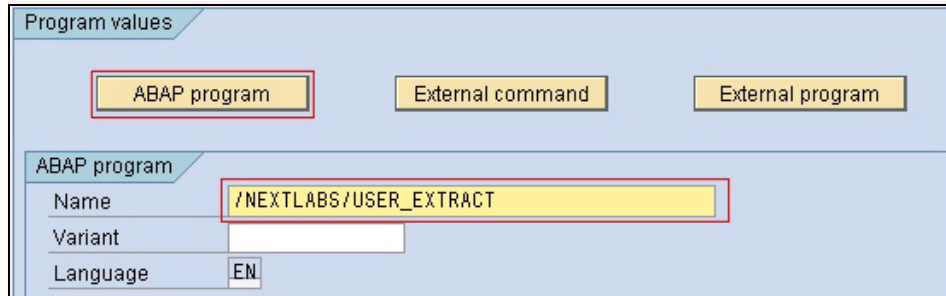 Program values
ABAP program External command External program
ABAP program
Name /NEXTLABS/USER_EXTRACT
Variant
Language EN